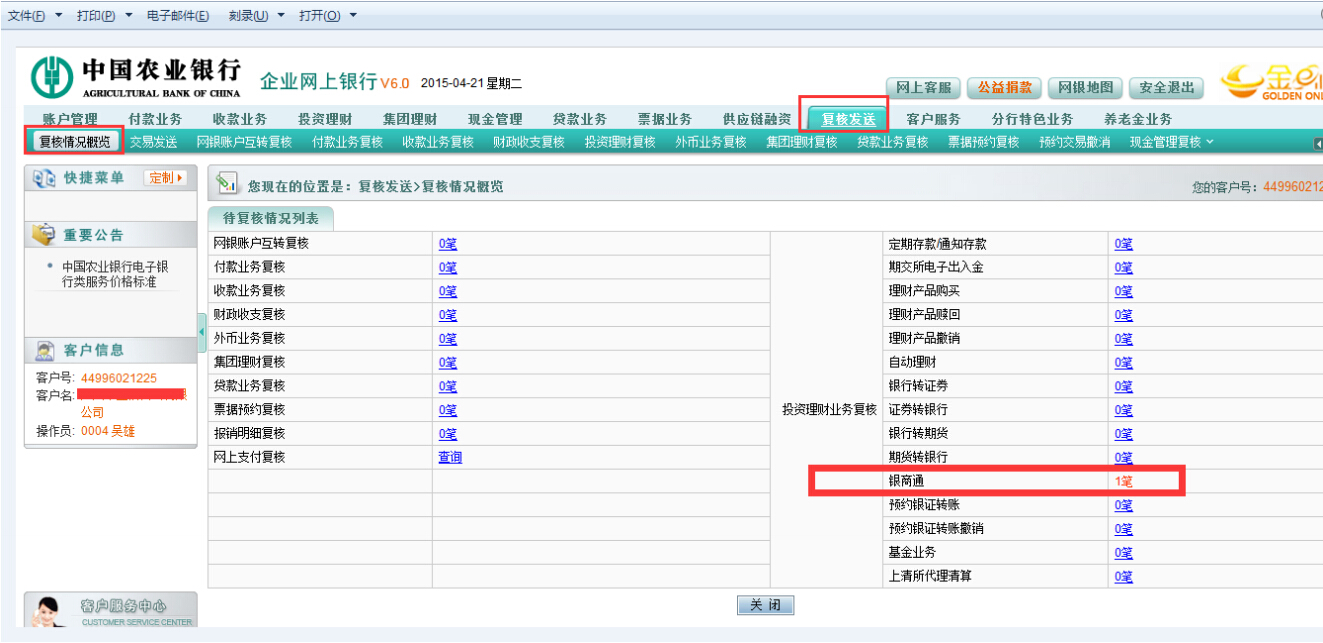 文件(F) 打印(P) 电子邮件(E) 刻录(U) 打开(O)
中国农业银行
AGRICULTURAL BANK OF CHINA
企业网上银行 V6.0 2015-04-21 星期二
网上客服 公益捐款 网银地图 安全退出
金e
GOLDEN ONL
账户管理 付款业务 收款业务 投资理财 集团理财 现金管理 贷款业务 票据业务 供应链融资 复核发送 客户服务 分行特色业务 养老金业务
复核情况概览 交易发送 网银账户互转复核 付款业务复核 收款业务复核 财政收支复核 投资理财复核 外币业务复核 集团理财复核 贷款业务复核 票据预约复核 预约交易撤消 现金管理复核
快捷菜单 定制
重要公告
中国农业银行电子银
行类服务价格标准
客户信息
客户号: 44996021225
客户名:
公司
操作员: 0004 吴雄
客户服务中心
CUSTOMER SERVICE CENTER
您现在的位置是: 复核发送>复核情况概览
您的客户号: 449960212
待复核情况列表
网银账户互转复核 0笔
付款业务复核 0笔
收款业务复核 0笔
财政收支复核 0笔
外币业务复核 0笔
集团理财复核 0笔
贷款业务复核 0笔
票据预约复核 0笔
报销明细复核 0笔
网上支付复核 查询
投资理财业务复核
定期存款/通知存款 0笔
期交所电子出入金 0笔
理财产品购买 0笔
理财产品赎回 0笔
理财产品撤销 0笔
自动理财 0笔
银行转证券 0笔
证券转银行 0笔
银行转期货 0笔
期货转银行 0笔
银商通 1笔
预约银证转账 0笔
预约银证转账撤销 0笔
基金业务 0笔
上清所代理清算 0笔
关闭